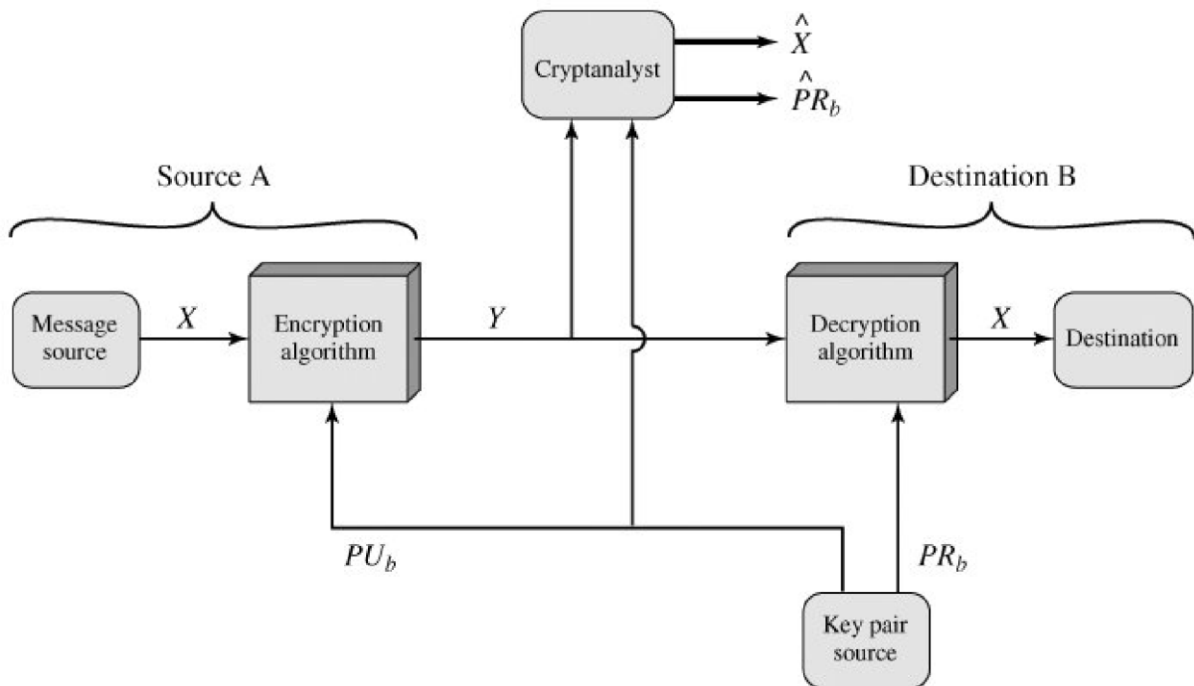 X̂
Cryptanalyst
P̂R_b
Source A
Destination B
Message
source
X
Encryption
algorithm
Y
Decryption
algorithm
X
Destination
PU_b
PR_b
Key pair
source